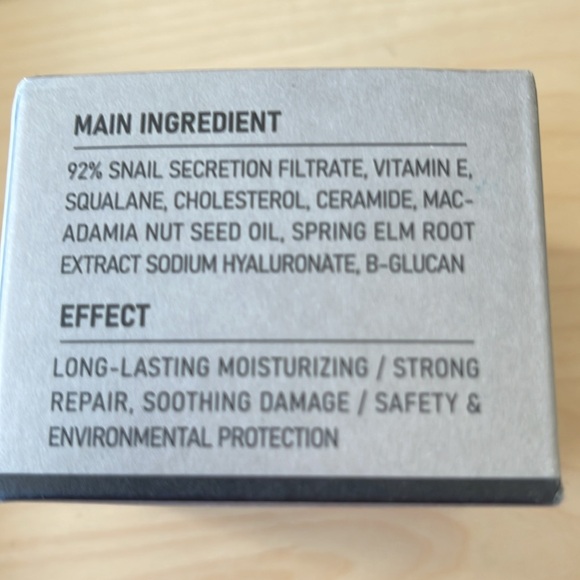 MAIN INGREDIENT
92% SNAIL SECRETION FILTRATE, VITAMIN E,
SQUALANE, CHOLESTEROL, CERAMIDE, MAC-
ADAMIA NUT SEED OIL, SPRING ELM ROOT
EXTRACT SODIUM HYALURONATE, B-GLUCAN
EFFECT
LONG-LASTING MOISTURIZING / STRONG
REPAIR, SOOTHING DAMAGE / SAFETY &
ENVIRONMENTAL PROTECTION